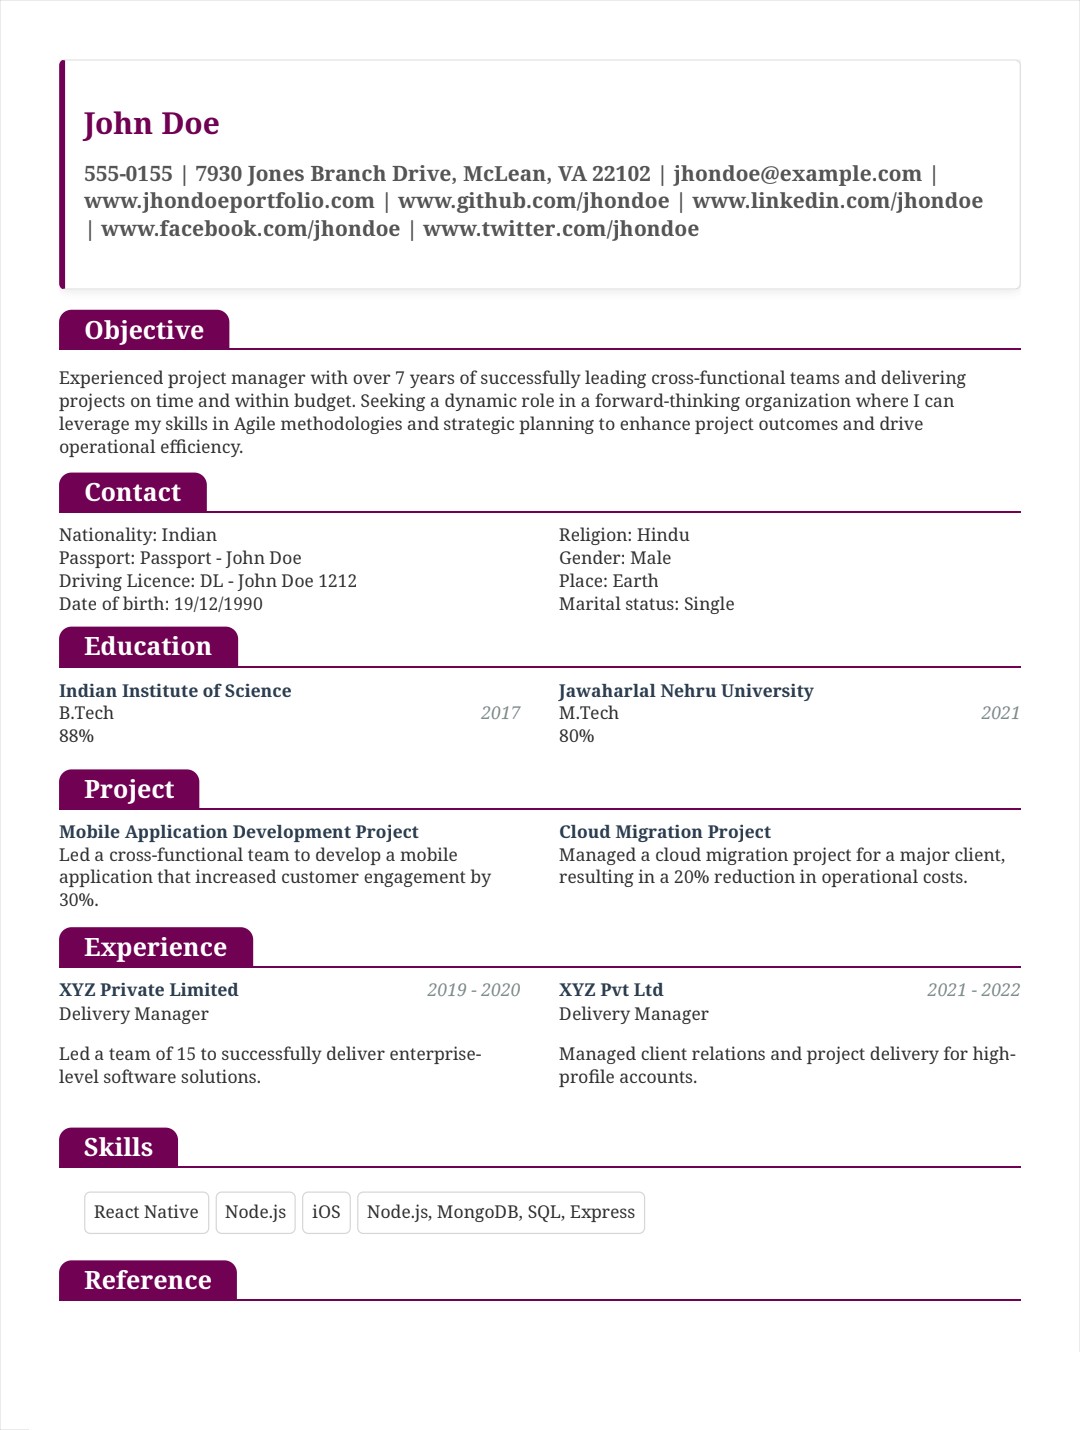 John Doe
555-0155 | 7930 Jones Branch Drive, McLean, VA 22102 | jhondoe@example.com |
www.jhondoeportfolio.com | www.github.com/jhondoe | www.linkedin.com/jhondoe
| www.facebook.com/jhondoe | www.twitter.com/jhondoe
Objective
Experienced project manager with over 7 years of successfully leading cross-functional teams and delivering
projects on time and within budget. Seeking a dynamic role in a forward-thinking organization where I can
leverage my skills in Agile methodologies and strategic planning to enhance project outcomes and drive
operational efficiency.
Contact
Nationality: Indian
Passport: Passport - John Doe
Driving Licence: DL - John Doe 1212
Date of birth: 19/12/1990
Religion: Hindu
Gender: Male
Place: Earth
Marital status: Single
Education
Indian Institute of Science
B.Tech 2017
88%
Jawaharlal Nehru University
M.Tech 2021
80%
Project
Mobile Application Development Project
Led a cross-functional team to develop a mobile
application that increased customer engagement by
30%.
Cloud Migration Project
Managed a cloud migration project for a major client,
resulting in a 20% reduction in operational costs.
Experience
XYZ Private Limited 2019 - 2020
Delivery Manager
Led a team of 15 to successfully deliver enterprise-
level software solutions.
XYZ Pvt Ltd 2021 - 2022
Delivery Manager
Managed client relations and project delivery for high-
profile accounts.
Skills
React Native Node.js iOS Node.js, MongoDB, SQL, Express
Reference